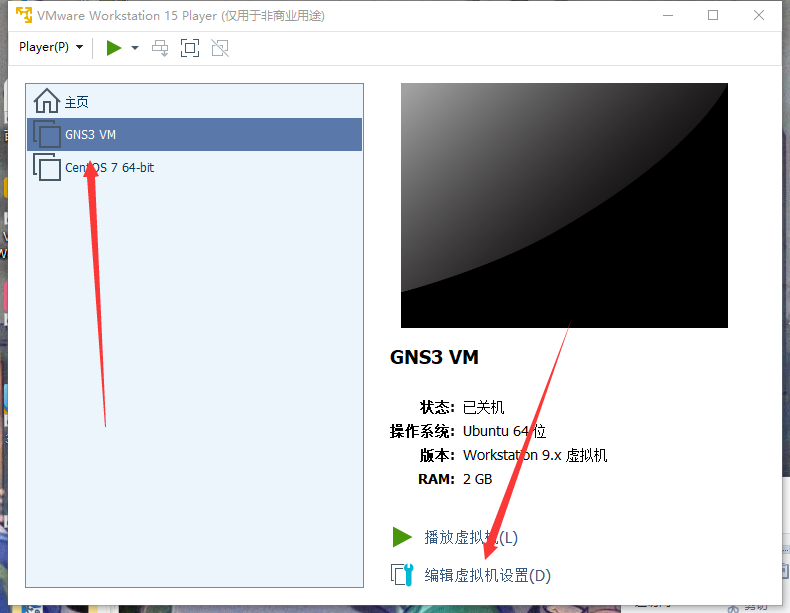 VMware Workstation 15 Player (仅用于非商业用途)
Player(P)
主页
GNS3 VM
CentOS 7 64-bit
GNS3 VM
状态: 已关机
操作系统: Ubuntu 64 位
版本: Workstation 9.x 虚拟机
RAM: 2 GB
播放虚拟机(L)
编辑虚拟机设置(D)